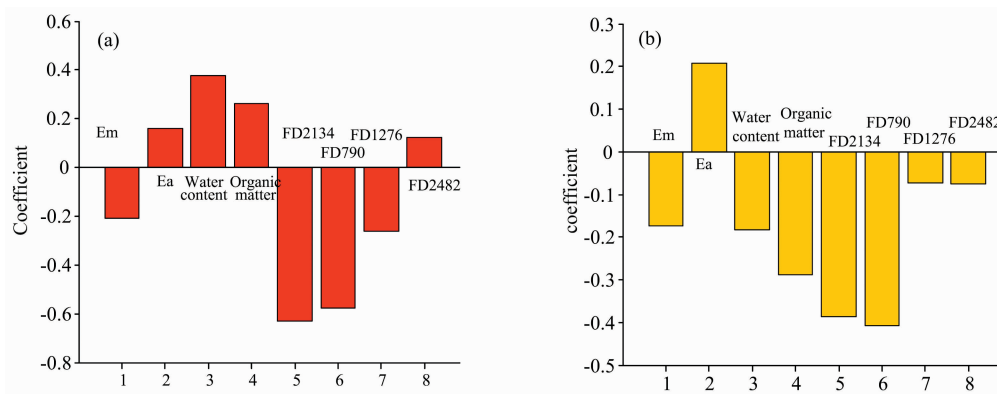 (a)
Coefficient
0.6
0.4
0.2
0
-0.2
-0.4
-0.6
-0.8
Em
Ea
Water
content
Organic
matter
FD2134
FD790
FD1276
FD2482
1 2 3 4 5 6 7 8
(b)
coefficient
0.3
0.2
0.1
0
-0.1
-0.2
-0.3
-0.4
-0.5
Em
Ea
Water
content
Organic
matter
FD2134
FD790
FD1276
FD2482
1 2 3 4 5 6 7 8